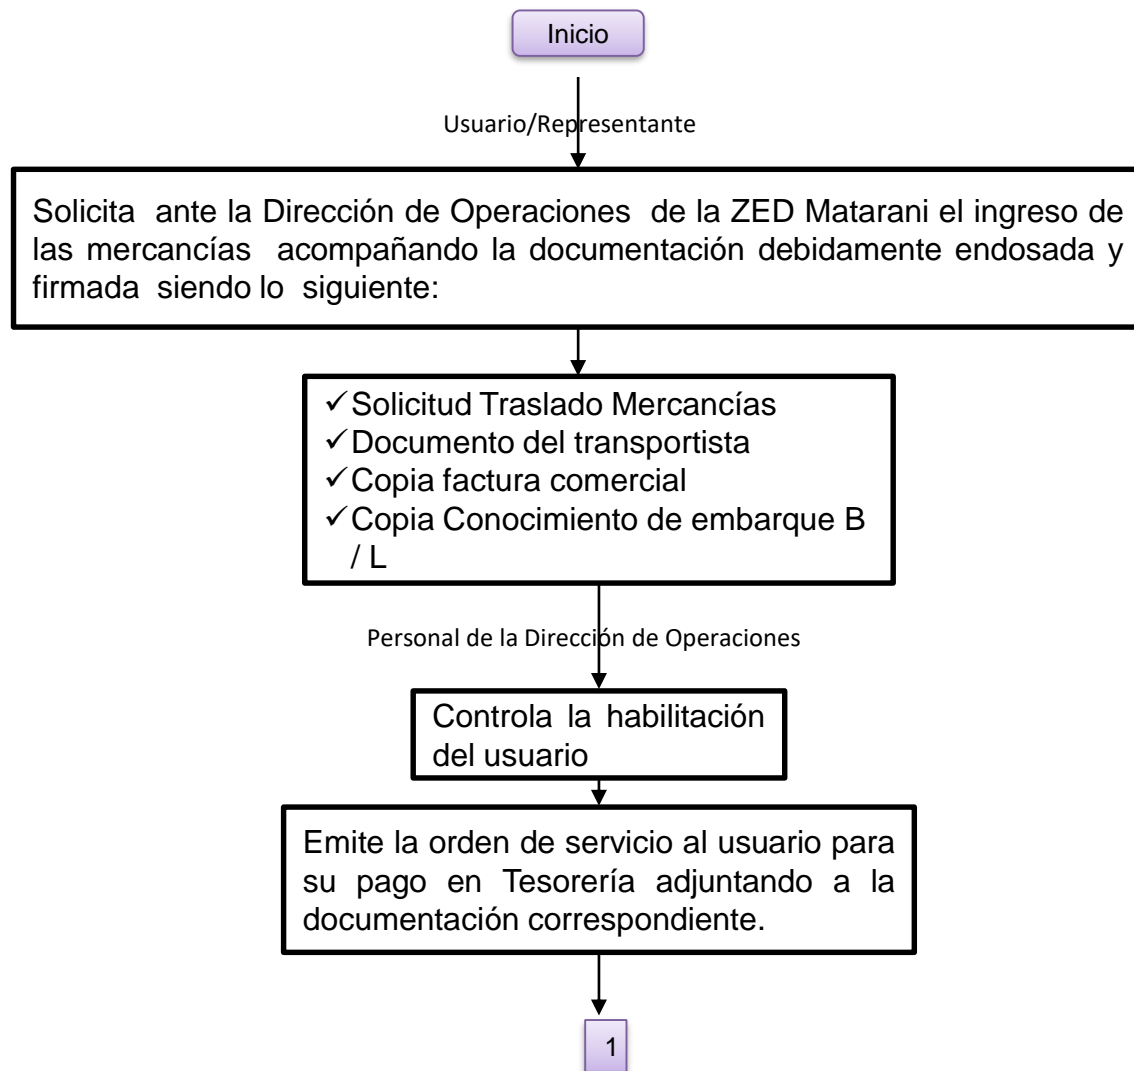 Inicio
Usuario/Representante
Solicita ante la Dirección de Operaciones de la ZED Matarani el ingreso de
las mercancías acompañando la documentación debidamente endosada y
firmada siendo lo siguiente:
✓Solicitud Traslado Mercancías
✓Documento del transportista
✓Copia factura comercial
✓Copia Conocimiento de embarque B
/ L
Personal de la Dirección de Operaciones
Controla la habilitación
del usuario
Emite la orden de servicio al usuario para
su pago en Tesorería adjuntando a la
documentación correspondiente.
1